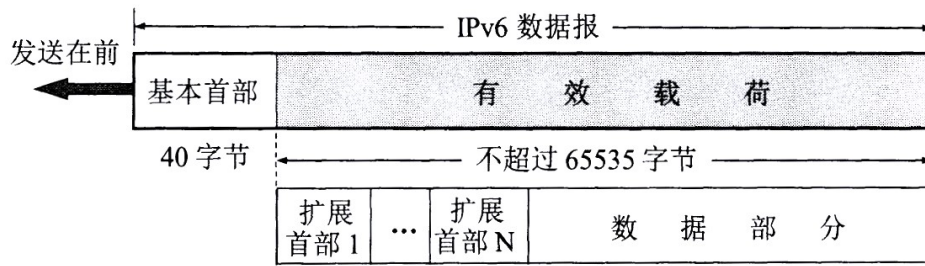 IPv6 数据报
发送在前
基本首部
有效载荷
40 字节
不超过 65535 字节
扩展
首部 1
...
扩展
首部 N
数据部分